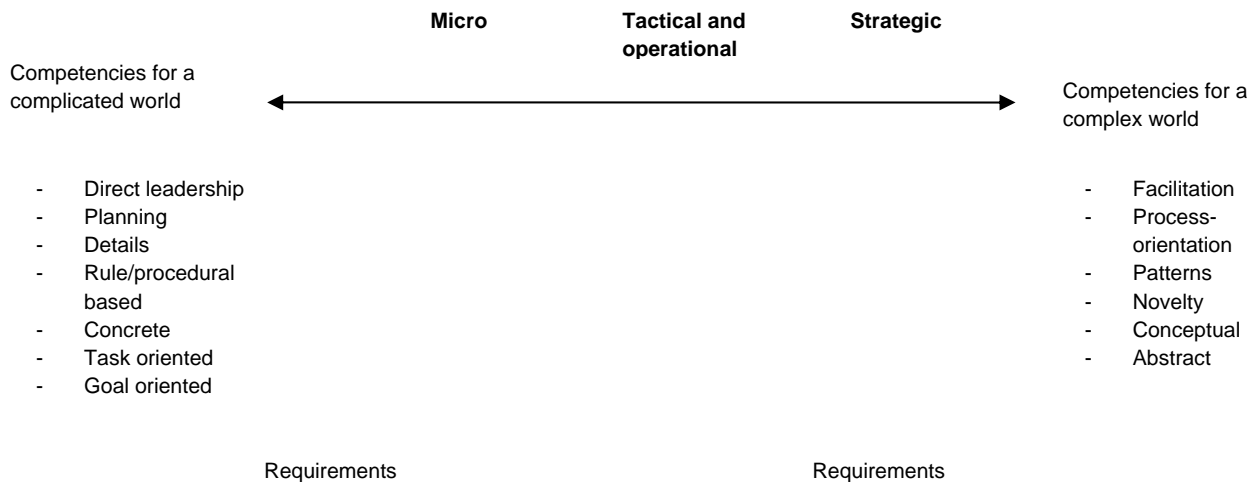 Micro
Tactical and
operational
Strategic
Competencies for a
complicated world
Competencies for a
complex world
- Direct leadership
- Planning
- Details
- Rule/procedural
based
- Concrete
- Task oriented
- Goal oriented
- Facilitation
- Process-
orientation
- Patterns
- Novelty
- Conceptual
- Abstract
Requirements
Requirements